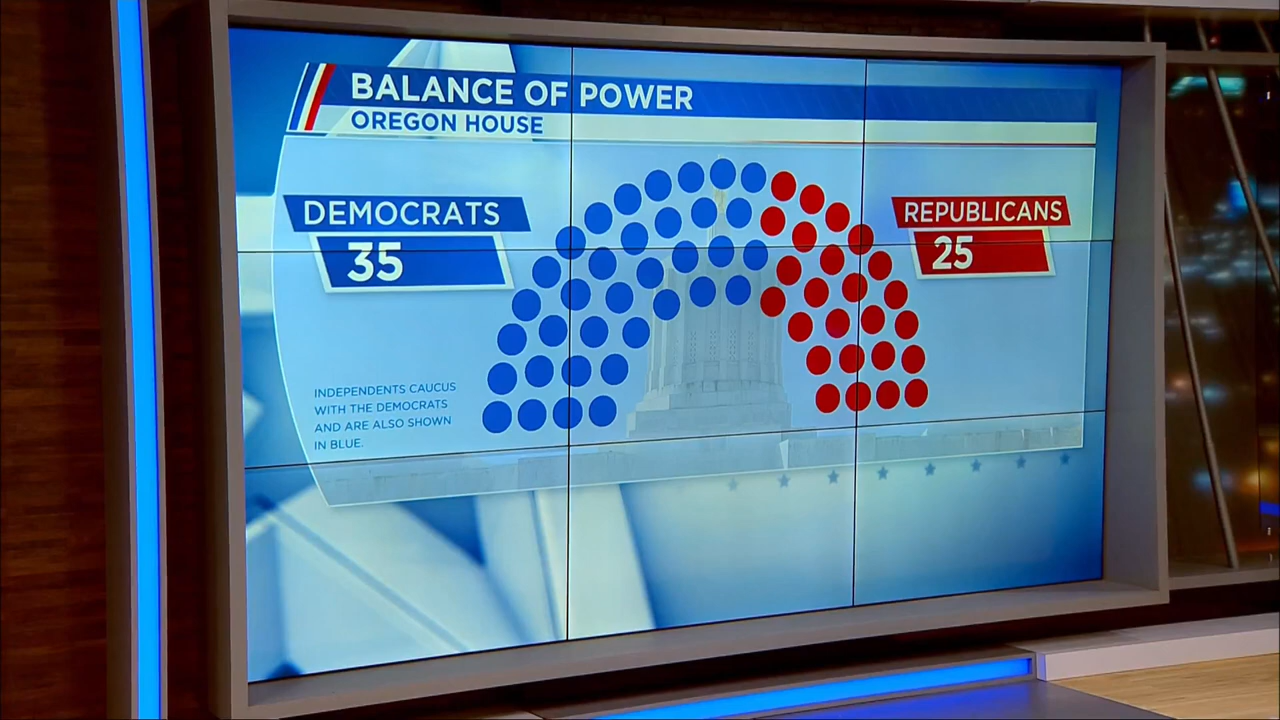 BALANCE OF POWER
OREGON HOUSE
DEMOCRATS
35
REPUBLICANS
25
INDEPENDENTS CAUCUS
WITH THE DEMOCRATS
AND ARE ALSO SHOWN
IN BLUE.